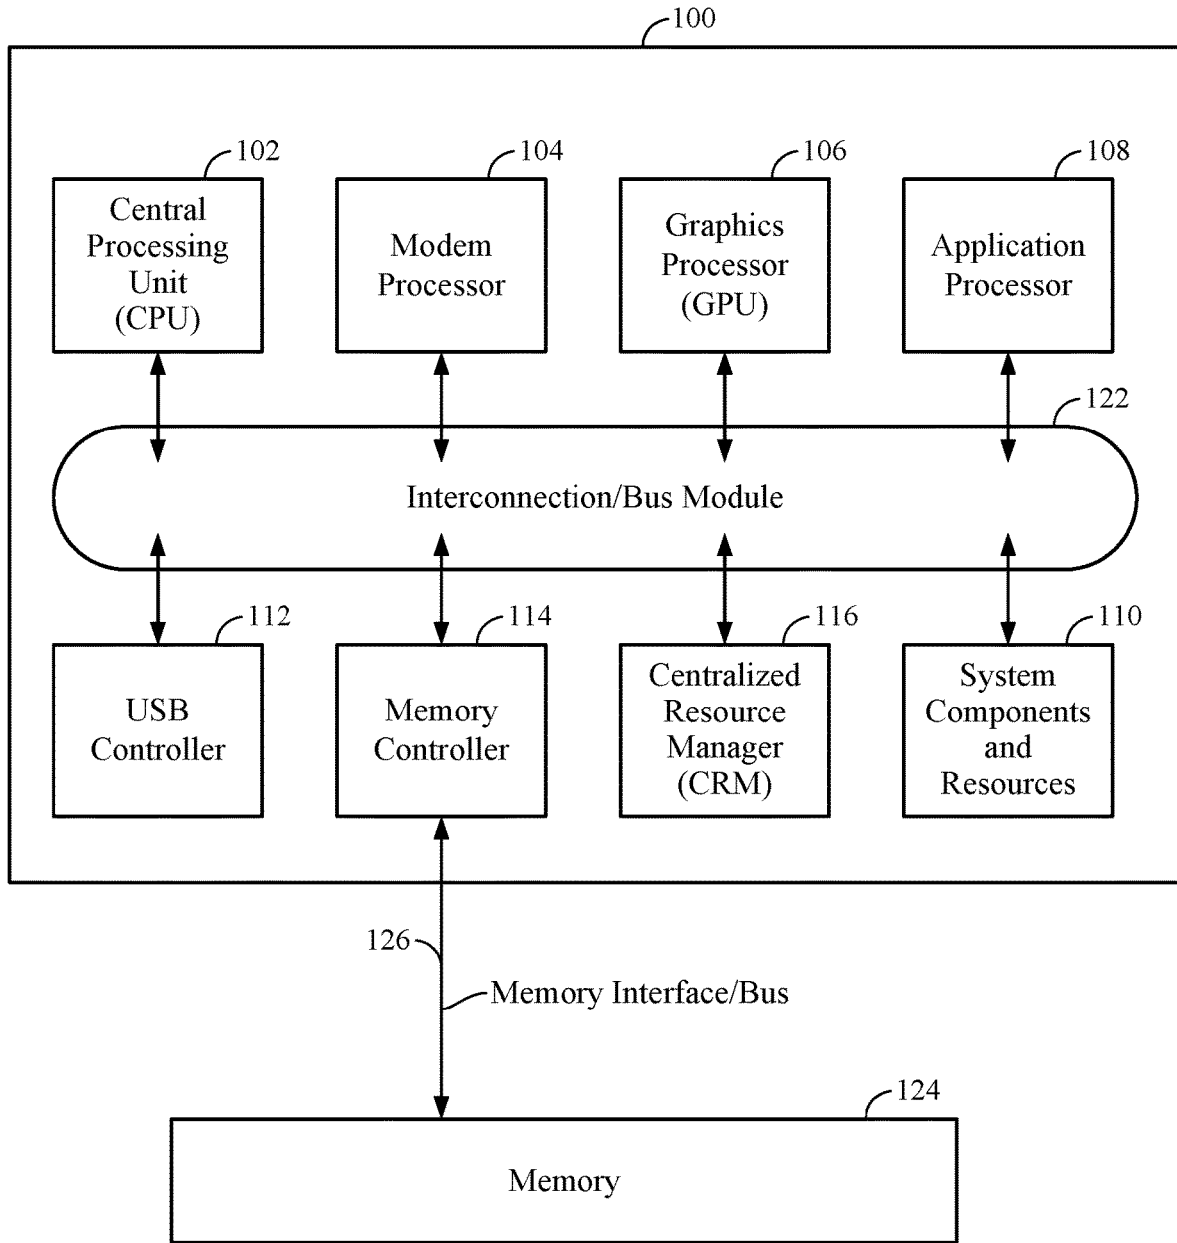 100
102
104
106
108
Central
Processing
Unit
(CPU)
Modem
Processor
Graphics
Processor
(GPU)
Application
Processor
122
Interconnection/Bus Module
112
114
116
110
USB
Controller
Memory
Controller
Centralized
Resource
Manager
(CRM)
System
Components
and
Resources
126
Memory Interface/Bus
124
Memory